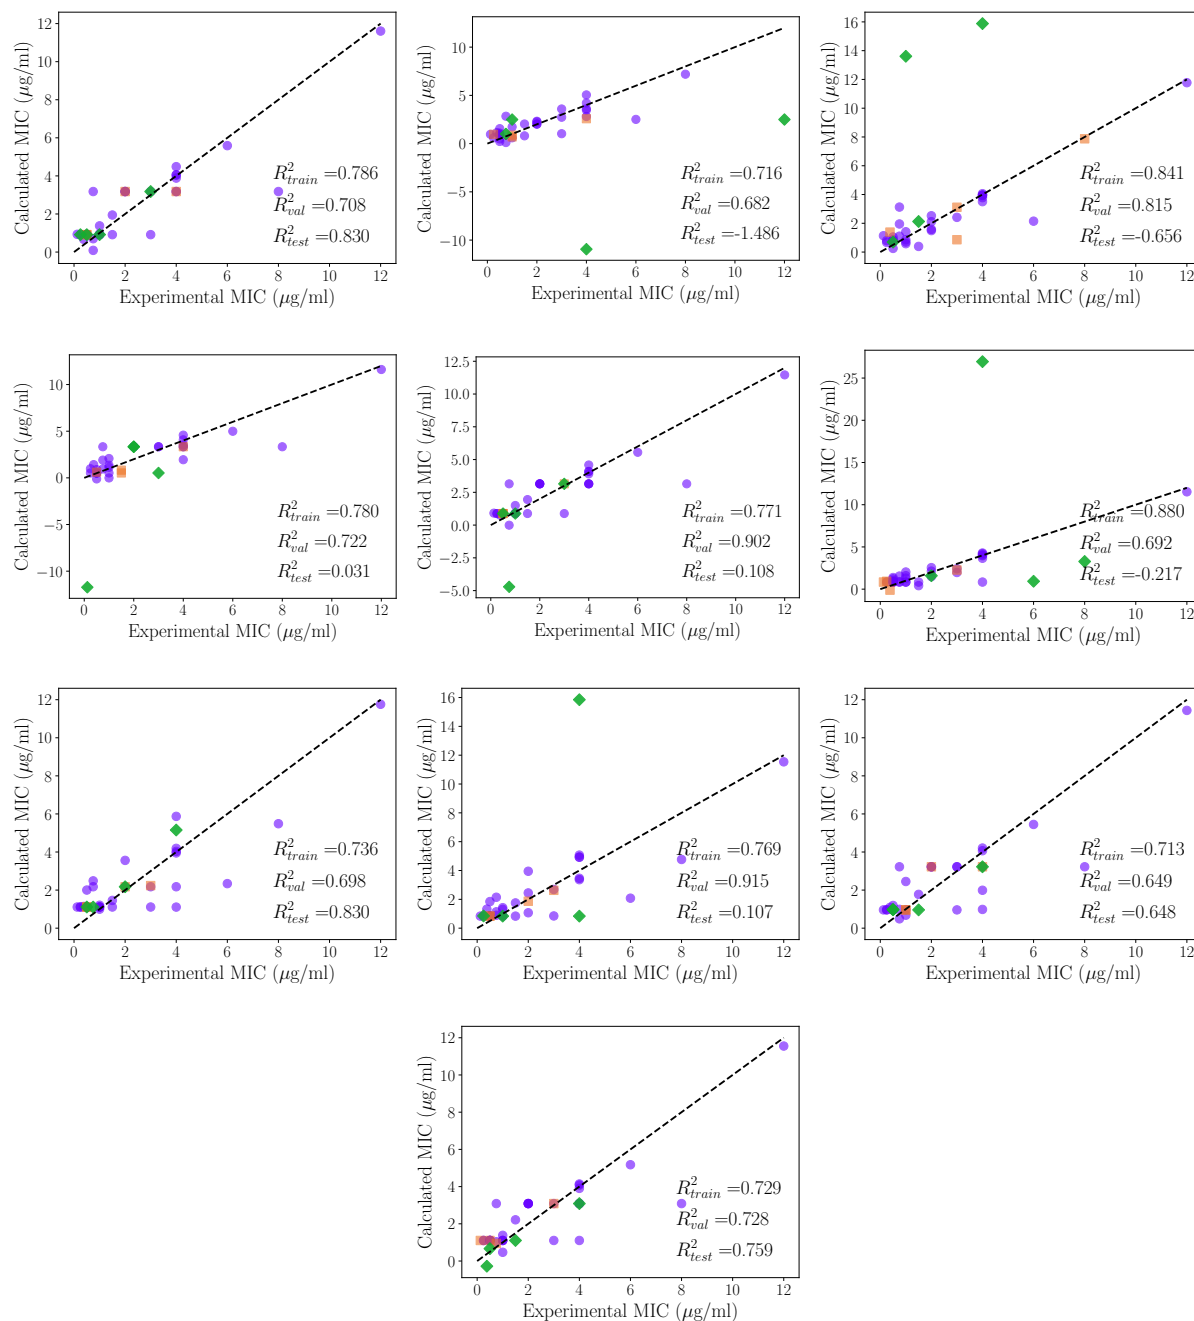 12
10
8
6
4
2
0
Calculated MIC (μg/ml)
R²train =0.786
R²val =0.708
R²test =0.830
0 2 4 6 8 10 12
Experimental MIC (μg/ml)
10
5
0
−5
−10
Calculated MIC (μg/ml)
R²train =0.716
R²val =0.682
R²test =-1.486
0 2 4 6 8 10 12
Experimental MIC (μg/ml)
16
14
12
10
8
6
4
2
0
Calculated MIC (μg/ml)
R²train =0.841
R²val =0.815
R²test =-0.656
0 2 4 6 8 10 12
Experimental MIC (μg/ml)
10
5
0
−5
−10
Calculated MIC (μg/ml)
R²train =0.780
R²val =0.722
R²test =0.031
0 2 4 6 8 10 12
Experimental MIC (μg/ml)
12.5
10.0
7.5
5.0
2.5
0.0
−2.5
−5.0
Calculated MIC (μg/ml)
R²train =0.771
R²val =0.902
R²test =0.108
0 2 4 6 8 10 12
Experimental MIC (μg/ml)
25
20
15
10
5
0
Calculated MIC (μg/ml)
R²train =0.880
R²val =0.692
R²test =-0.217
0 2 4 6 8 10 12
Experimental MIC (μg/ml)
12
10
8
6
4
2
0
Calculated MIC (μg/ml)
R²train =0.736
R²val =0.698
R²test =0.830
0 2 4 6 8 10 12
Experimental MIC (μg/ml)
16
14
12
10
8
6
4
2
0
Calculated MIC (μg/ml)
R²train =0.769
R²val =0.915
R²test =0.107
0 2 4 6 8 10 12
Experimental MIC (μg/ml)
12
10
8
6
4
2
0
Calculated MIC (μg/ml)
R²train =0.713
R²val =0.649
R²test =0.648
0 2 4 6 8 10 12
Experimental MIC (μg/ml)
12
10
8
6
4
2
0
Calculated MIC (μg/ml)
R²train =0.729
R²val =0.728
R²test =0.759
0 2 4 6 8 10 12
Experimental MIC (μg/ml)